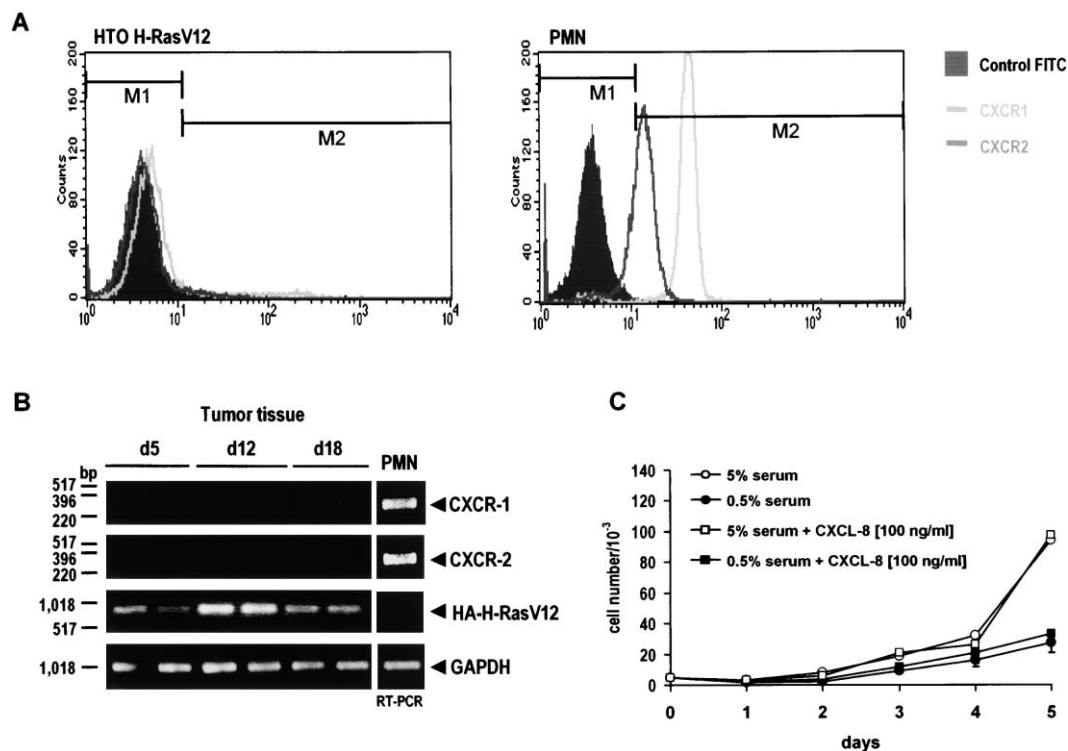 A
HTO H-RasV12
200
160
120
80
40
0
Counts
M1
M2
10^0 10^1 10^2 10^3 10^4
PMN
200
160
120
80
40
0
Counts
M1
M2
10^0 10^1 10^2 10^3 10^4
Control FITC
CXCR1
CXCR2
B
Tumor tissue
d5 d12 d18 PMN
bp
517
396
220
CXCR-1
517
396
220
CXCR-2
1,018
517
HA-H-RasV12
1,018
GAPDH
RT-PCR
C
140
120
100
80
60
40
20
0
cell number/10^-3
5% serum
0.5% serum
5% serum + CXCL-8 [100 ng/ml]
0.5% serum + CXCL-8 [100 ng/ml]
0 1 2 3 4 5
days